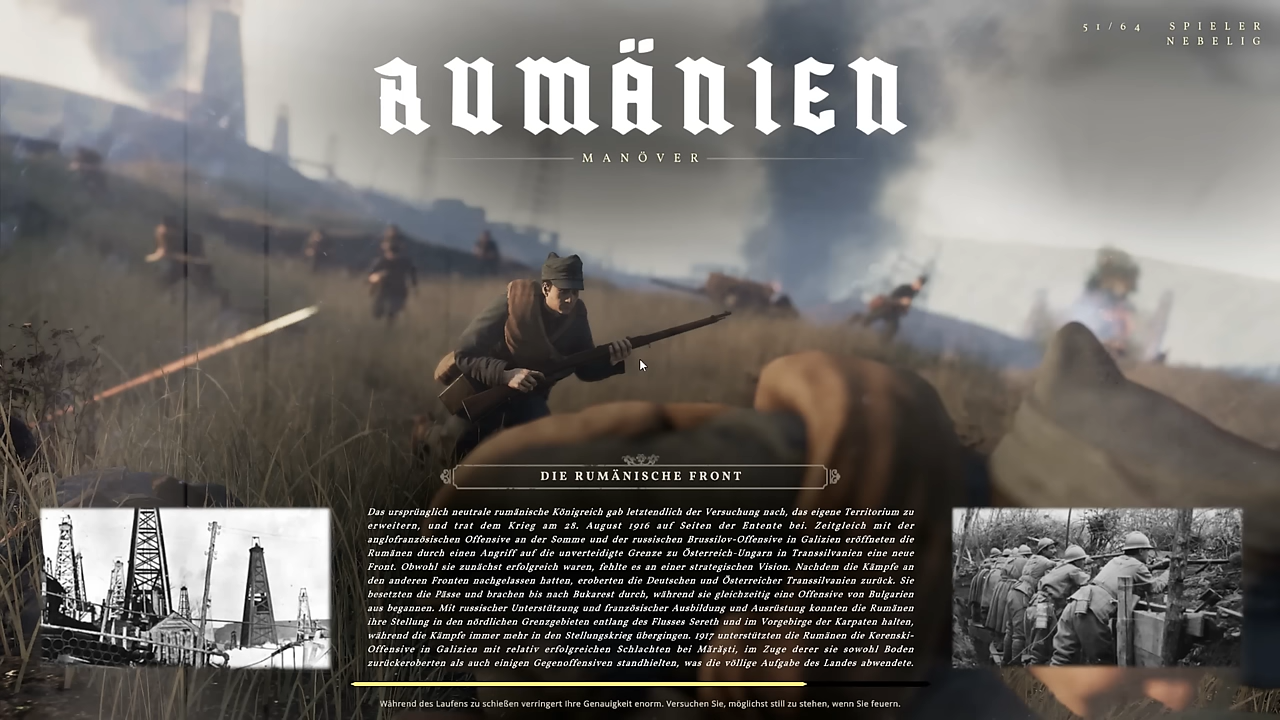 51/64 SPIELER
NEBELIG
RUMÄNIEN
MANÖVER
DIE RUMÄNISCHE FRONT
Das ursprünglich neutrale rumänische Königreich gab letztendlich der Versuchung nach, das eigene Territorium zu
erweitern, und trat dem Krieg am 28. August 1916 auf Seiten der Entente bei. Zeitgleich mit der
anglofranzösischen Offensive an der Somme und der russischen Brussilov-Offensive in Galizien eröffneten die
Rumänen durch einen Angriff auf die unverteidigte Grenze zu Österreich-Ungarn in Transsilvanien eine neue
Front. Obwohl sie zunächst erfolgreich waren, fehlte es an einer strategischen Vision. Nachdem die Kämpfe an
den anderen Fronten nachgelassen hatten, eroberten die Deutschen und Österreicher Transsilvanien zurück. Sie
besetzten die Pässe und brachen bis nach Bukarest durch, während sie gleichzeitig eine Offensive von Bulgarien
aus begannen. Mit russischer Unterstützung und französischer Ausbildung und Ausrüstung konnten die Rumänen
ihre Stellung in den nördlichen Grenzgebieten entlang des Flusses Sereth und im Vorgebirge der Karpaten halten,
während die Kämpfe immer mehr in den Stellungskrieg übergingen. 1917 unterstützten die Rumänen die Kerenski-
Offensive in Galizien mit relativ erfolgreichen Schlachten bei Mărăști, im Zuge derer sie sowohl Boden
zurückeroberten als auch einigen Gegenoffensiven standhielten, was die völlige Aufgabe des Landes abwendete.
Während des Laufens zu schießen verringert Ihre Genauigkeit enorm. Versuchen Sie, möglichst still zu stehen, wenn Sie feuern.